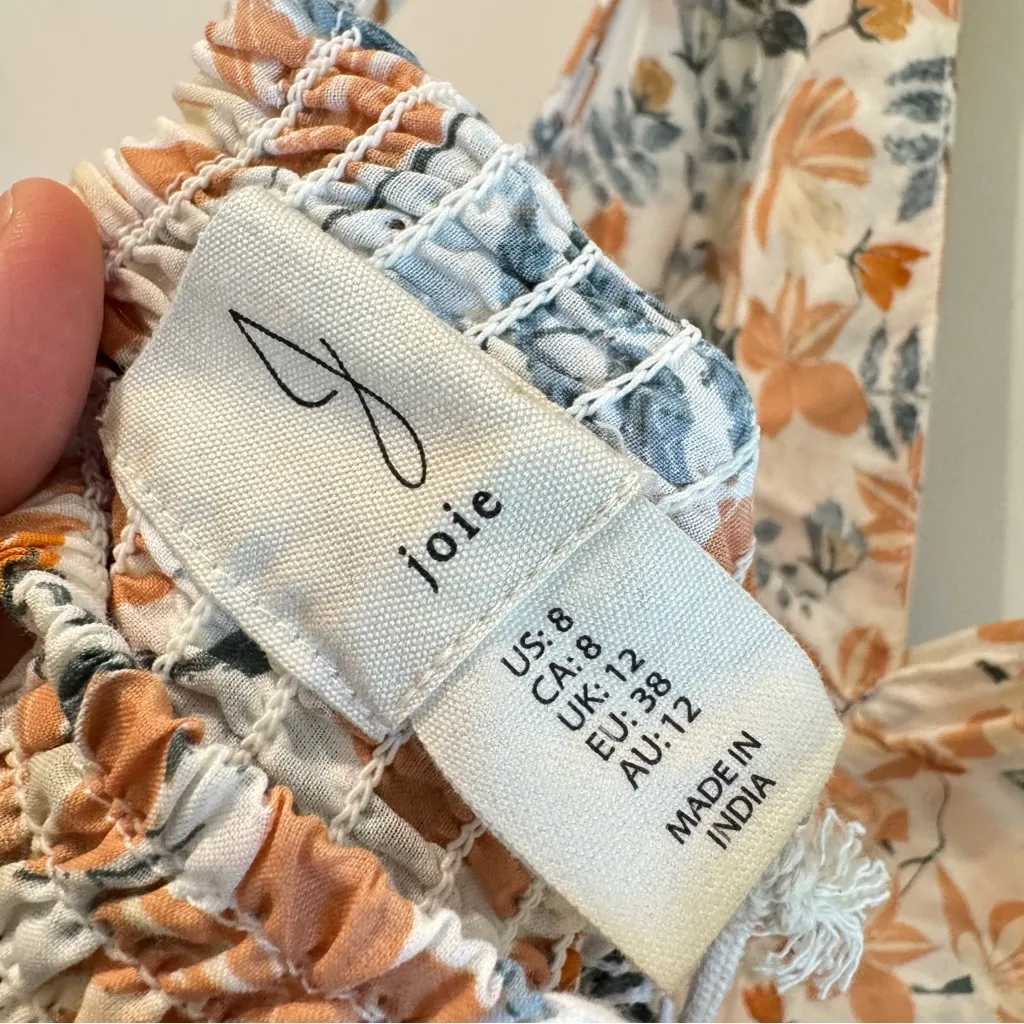 joie
US: 8
CA: 8
UK: 12
EU: 38
AU: 12
MADE IN
INDIA